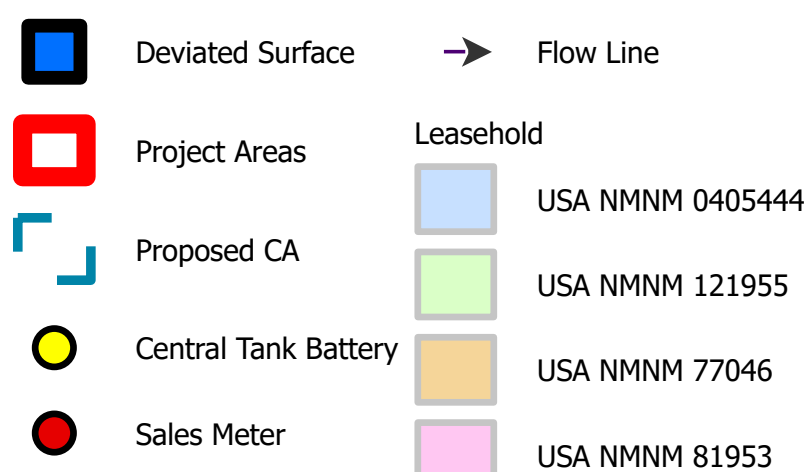 Deviated Surface
Project Areas
Proposed CA
Central Tank Battery
Sales Meter
Flow Line
Leasehold
USA NMNM 0405444
USA NMNM 121955
USA NMNM 77046
USA NMNM 81953